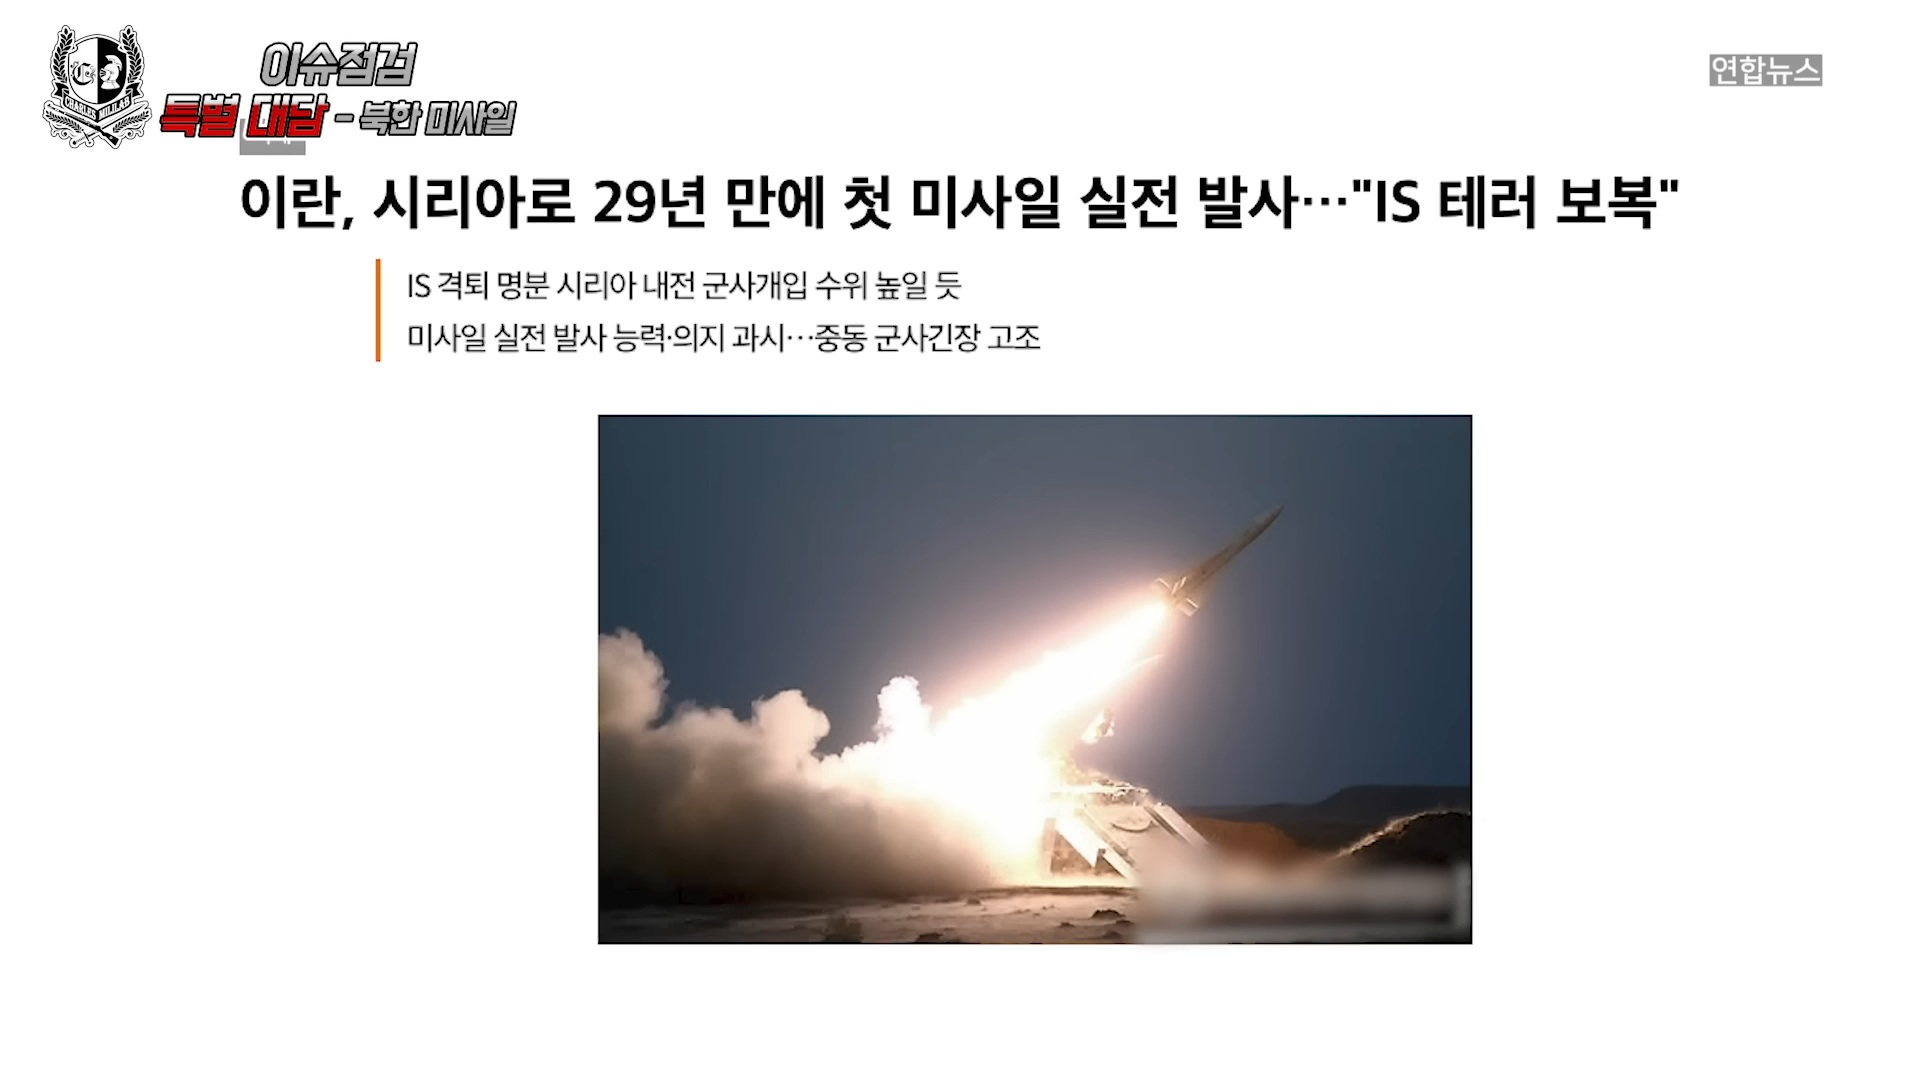 이슈점검
특별 대담 - 북한 미사일
CHARLES MILILAB
연합뉴스
이란, 시리아로 29년 만에 첫 미사일 실전 발사…"IS 테러 보복"
IS 격퇴 명분 시리아 내전 군사개입 수위 높일 듯
미사일 실전 발사 능력·의지 과시…중동 군사긴장 고조